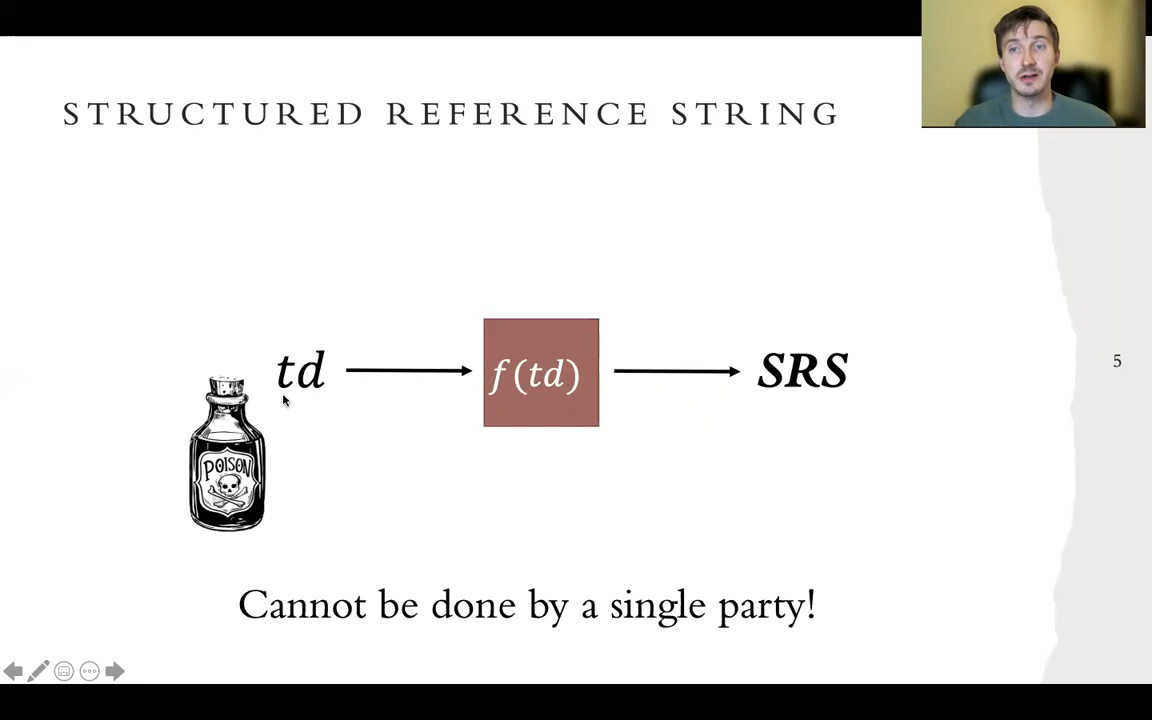 STRUCTURED REFERENCE STRING
td
f(td)
SRS
5
POISON
Cannot be done by a single party!